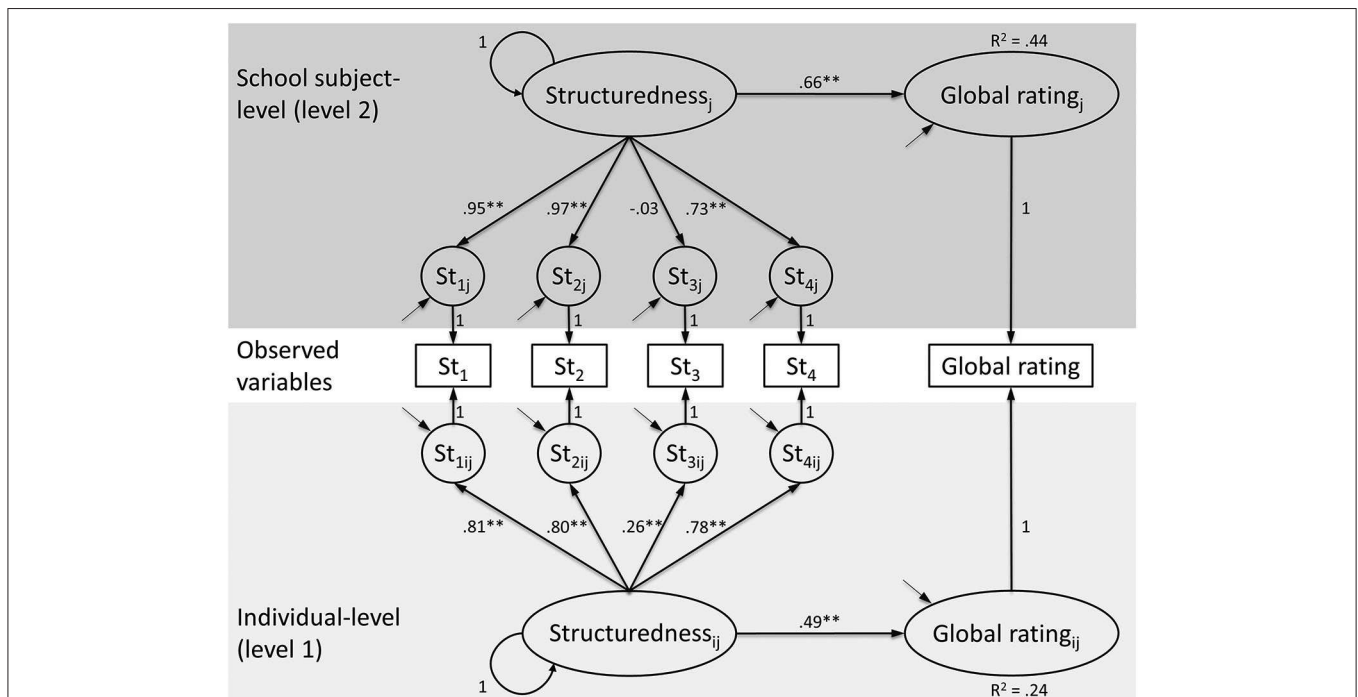 R² = .44
1
School subject-
level (level 2)
Structuredness_j
.66**
Global rating_j
.95**
.97**
-.03
.73**
1
St_1j
St_2j
St_3j
St_4j
1
1
1
1
Observed
variables
St_1
St_2
St_3
St_4
Global rating
1
1
1
1
St_1ij
St_2ij
St_3ij
St_4ij
.81**
.80**
.26**
.78**
1
Individual-level
(level 1)
Structuredness_ij
.49**
Global rating_ij
1
R² = .24